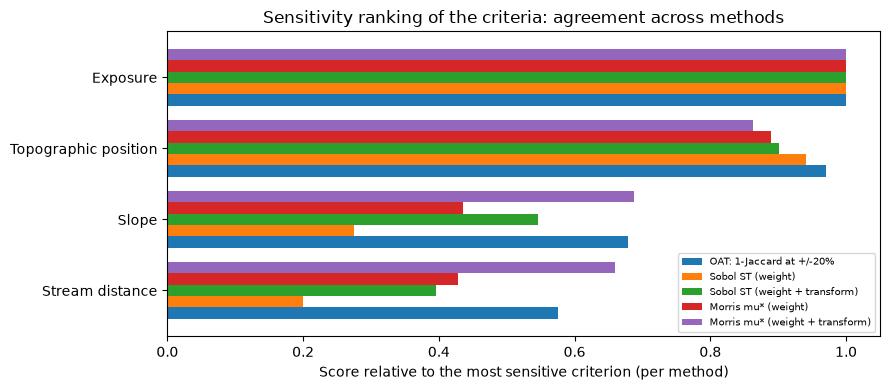 Sensitivity ranking of the criteria: agreement across methods
Exposure
Topographic position
Slope
Stream distance
OAT: 1-Jaccard at +/-20%
Sobol ST (weight)
Sobol ST (weight + transform)
Morris mu* (weight)
Morris mu* (weight + transform)
0.0 0.2 0.4 0.6 0.8 1.0
Score relative to the most sensitive criterion (per method)